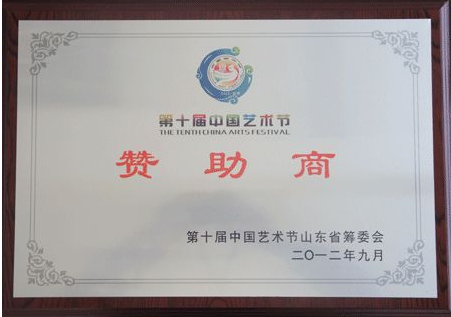 第十届中国艺术节
THE TENTH CHINA ARTS FESTIVAL
赞助商
第十届中国艺术节山东省筹委会
二〇一二年九月